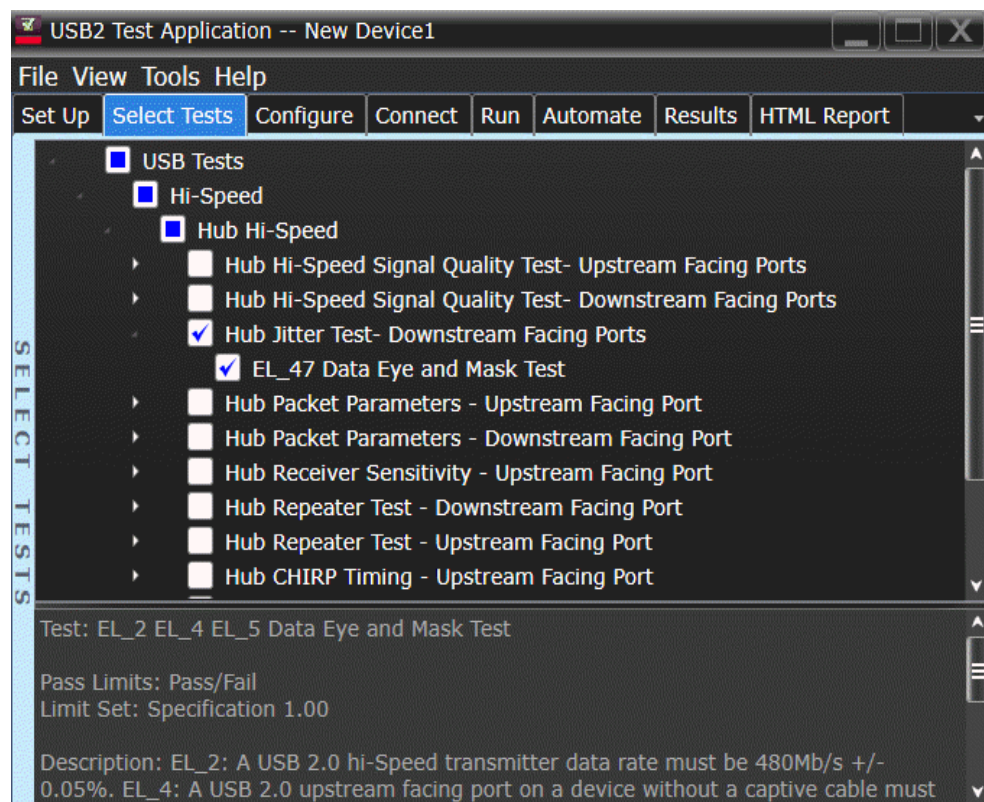 USB2 Test Application -- New Device1
File View Tools Help
Set Up Select Tests Configure Connect Run Automate Results HTML Report
SELECT TESTS
USB Tests
Hi-Speed
Hub Hi-Speed
Hub Hi-Speed Signal Quality Test- Upstream Facing Ports
Hub Hi-Speed Signal Quality Test- Downstream Facing Ports
Hub Jitter Test- Downstream Facing Ports
EL_47 Data Eye and Mask Test
Hub Packet Parameters - Upstream Facing Port
Hub Packet Parameters - Downstream Facing Port
Hub Receiver Sensitivity - Upstream Facing Port
Hub Repeater Test - Downstream Facing Port
Hub Repeater Test - Upstream Facing Port
Hub CHIRP Timing - Upstream Facing Port
Test: EL_2 EL_4 EL_5 Data Eye and Mask Test
Pass Limits: Pass/Fail
Limit Set: Specification 1.00
Description: EL_2: A USB 2.0 hi-Speed transmitter data rate must be 480Mb/s +/-
0.05%. EL_4: A USB 2.0 upstream facing port on a device without a captive cable must